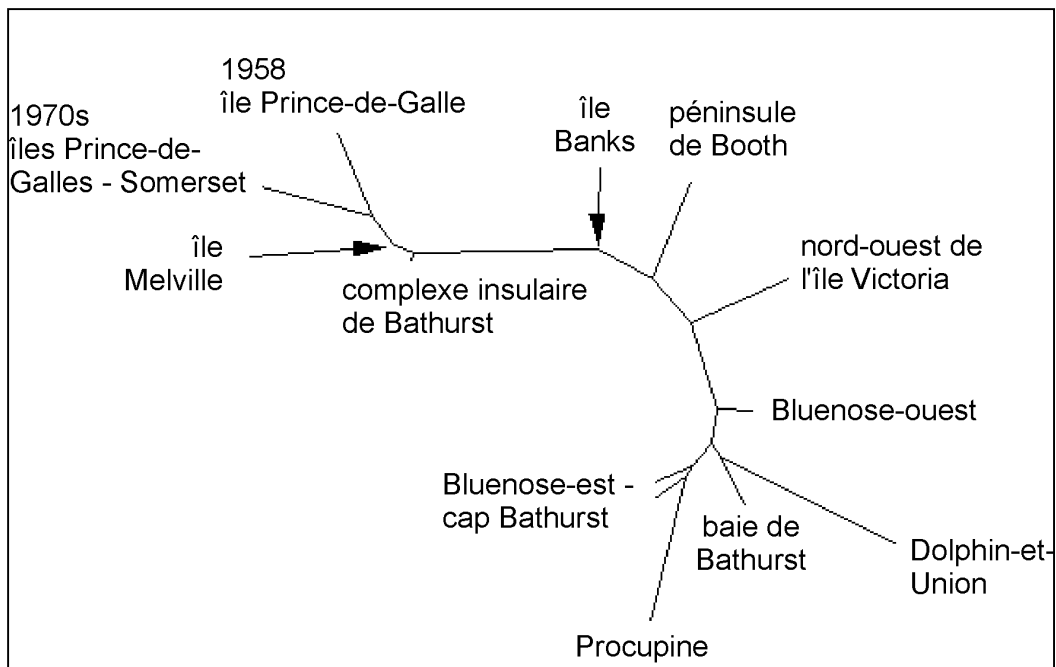 1958
île Prince-de-Galle
1970s
îles Prince-de-
Galles - Somerset
île
Melville
complexe insulaire
de Bathurst
île
Banks
péninsule
de Booth
nord-ouest de
l'île Victoria
Bluenose-ouest
Bluenose-est -
cap Bathurst
baie de
Bathurst
Dolphin-et-
Union
Procupine